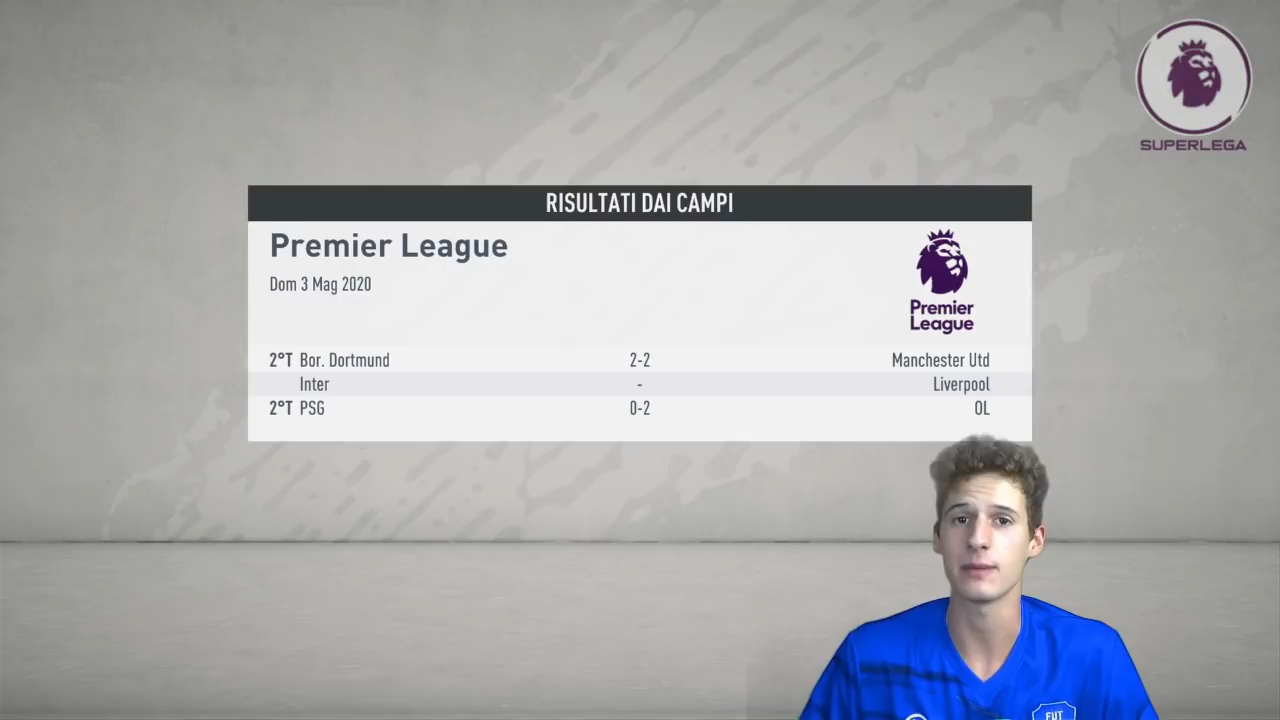 SUPERLEGA
RISULTATI DAI CAMPI
Premier League
Dom 3 Mag 2020
Premier
League
2°T Bor. Dortmund 2-2 Manchester Utd
Inter - Liverpool
2°T PSG 0-2 OL
FUT